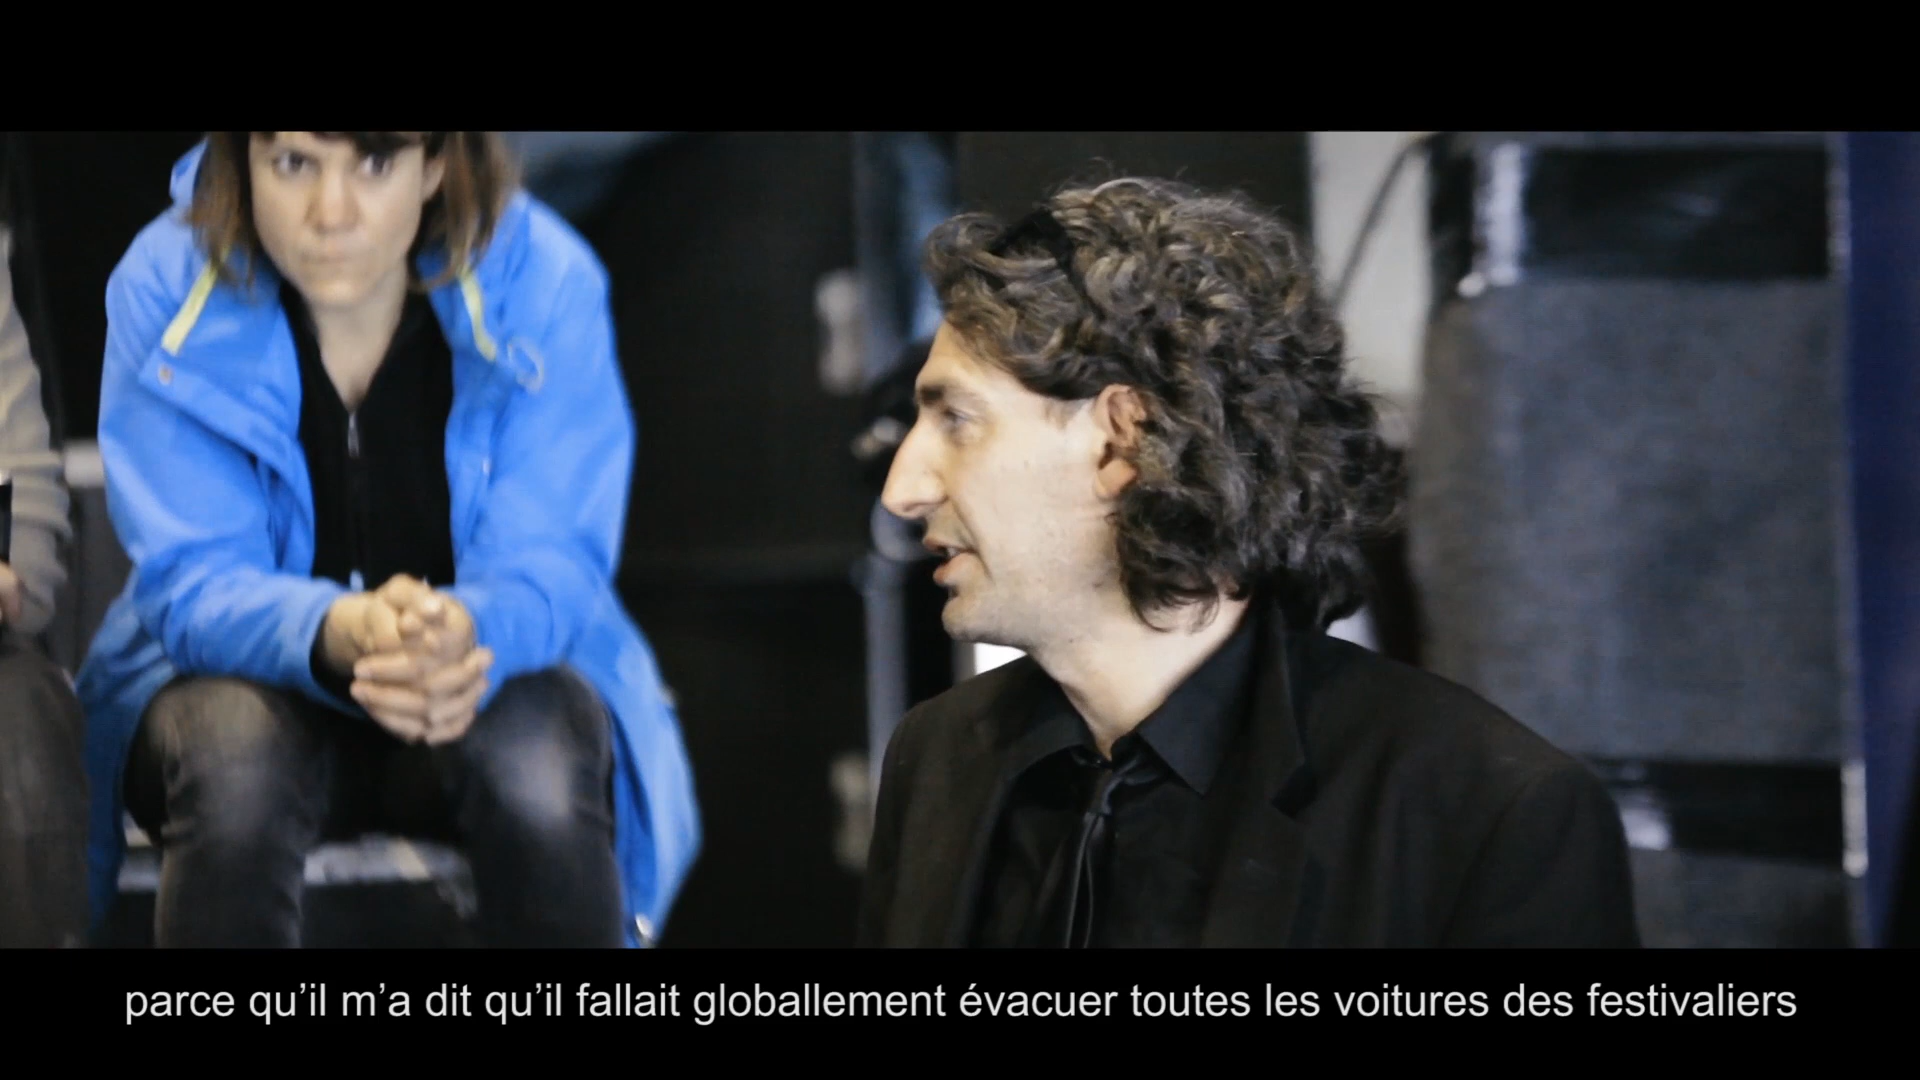 parce qu’il m’a dit qu’il fallait globallement évacuer toutes les voitures des festivaliers